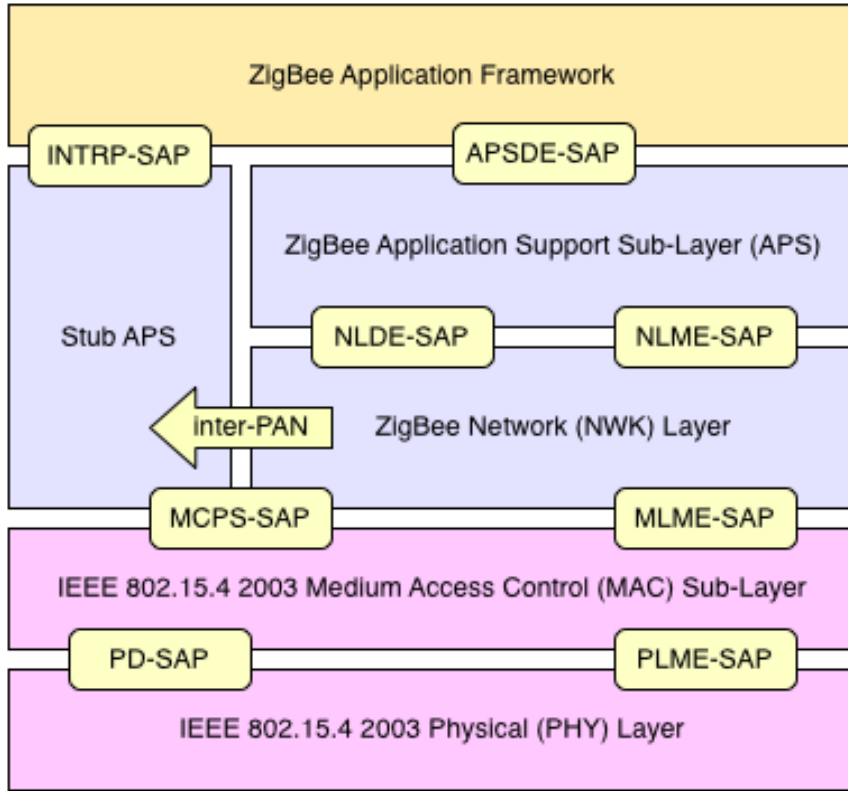 ZigBee Application Framework
INTRP-SAP
APSDE-SAP
ZigBee Application Support Sub-Layer (APS)
Stub APS
NLDE-SAP
NLME-SAP
inter-PAN
ZigBee Network (NWK) Layer
MCPS-SAP
MLME-SAP
IEEE 802.15.4 2003 Medium Access Control (MAC) Sub-Layer
PD-SAP
PLME-SAP
IEEE 802.15.4 2003 Physical (PHY) Layer